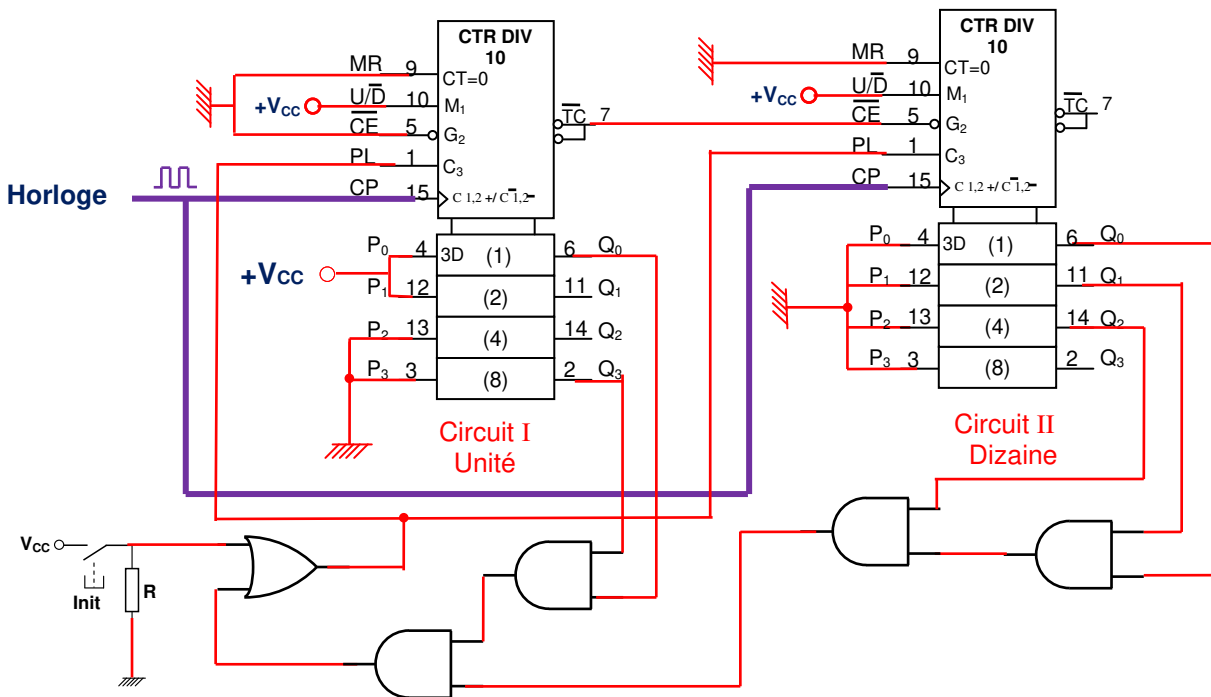 CTR DIV
10
MR 9 CT=0
+VCC U/D̅ 10 M1
C̅E̅ 5 G2
T̅C̅ 7
PL 1 C3
Horloge
CP 15 C 1,2 +/ C 1,2-
P0 4 3D (1) 6 Q0
+VCC
P1 12 (2) 11 Q1
P2 13 (4) 14 Q2
P3 3 (8) 2 Q3
Circuit I
Unité
CTR DIV
10
MR 9 CT=0
+VCC U/D̅ 10 M1
C̅E̅ 5 G2
T̅C̅ 7
PL 1 C3
CP 15 C 1,2 +/ C 1,2-
P0 4 3D (1) 6 Q0
P1 12 (2) 11 Q1
P2 13 (4) 14 Q2
P3 3 (8) 2 Q3
Circuit II
Dizaine
VCC
Init
R